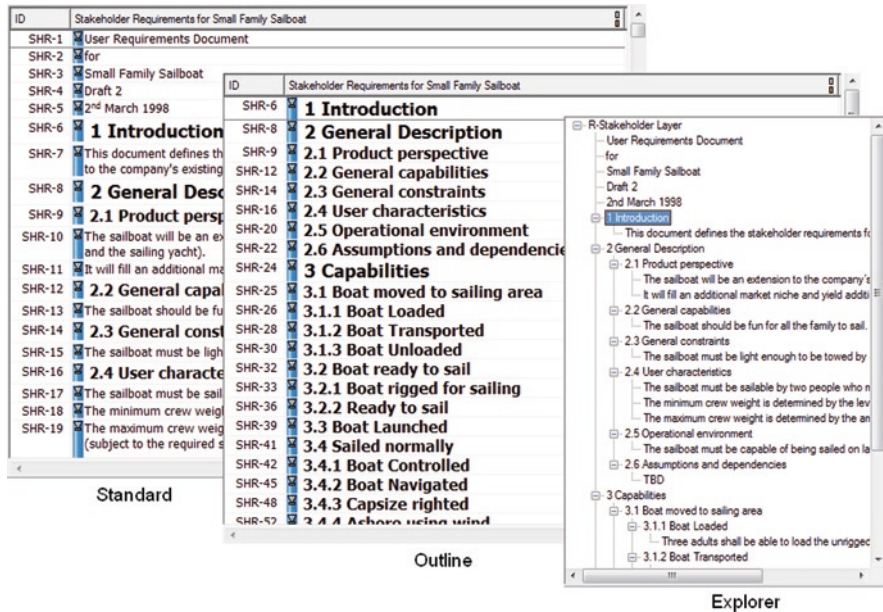 ID Stakeholder Requirements for Small Family Sailboat
SHR-1 User Requirements Document
SHR-2 for
SHR-3 Small Family Sailboat
SHR-4 Draft 2
SHR-5 2nd March 1998
SHR-6 1 Introduction
SHR-7 This document defines th
to the company's existing
SHR-8 2 General Desc
SHR-9 2.1 Product persp
SHR-10 The sailboat will be an ex
and the sailing yacht).
SHR-11 It will fill an additional ma
SHR-12 2.2 General capa
SHR-13 The sailboat should be fu
SHR-14 2.3 General const
SHR-15 The sailboat must be ligh
SHR-16 2.4 User characte
SHR-17 The sailboat must be sail
SHR-18 The minimum crew weigh
SHR-19 The maximum crew weigh
(subject to the required s
Standard
ID Stakeholder Requirements for Small Family Sailboat
SHR-6 1 Introduction
SHR-8 2 General Description
SHR-9 2.1 Product perspective
SHR-12 2.2 General capabilities
SHR-14 2.3 General constraints
SHR-16 2.4 User characteristics
SHR-20 2.5 Operational environment
SHR-22 2.6 Assumptions and dependencie
SHR-24 3 Capabilities
SHR-25 3.1 Boat moved to sailing area
SHR-26 3.1.1 Boat Loaded
SHR-28 3.1.2 Boat Transported
SHR-30 3.1.3 Boat Unloaded
SHR-32 3.2 Boat ready to sail
SHR-33 3.2.1 Boat rigged for sailing
SHR-36 3.2.2 Ready to sail
SHR-39 3.3 Boat Launched
SHR-41 3.4 Sailed normally
SHR-42 3.4.1 Boat Controlled
SHR-45 3.4.2 Boat Navigated
SHR-48 3.4.3 Capsize righted
SHR-52 3.4.4 Ashore using wind
Outline
R-Stakeholder Layer
User Requirements Document
for
Small Family Sailboat
Draft 2
2nd March 1998
1 Introduction
This document defines the stakeholder requirements fo
2 General Description
2.1 Product perspective
The sailboat will be an extension to the company's
It will fill an additional market niche and yield additi
2.2 General capabilities
The sailboat should be fun for all the family to sail.
2.3 General constraints
The sailboat must be light enough to be towed by
2.4 User characteristics
The sailboat must be sailable by two people who m
The minimum crew weight is determined by the lev
The maximum crew weight is determined by the am
2.5 Operational environment
The sailboat must be capable of being sailed on la
2.6 Assumptions and dependencies
TBD
3 Capabilities
3.1 Boat moved to sailing area
3.1.1 Boat Loaded
Three adults shall be able to load the unrigged
3.1.2 Boat Transported
Explorer